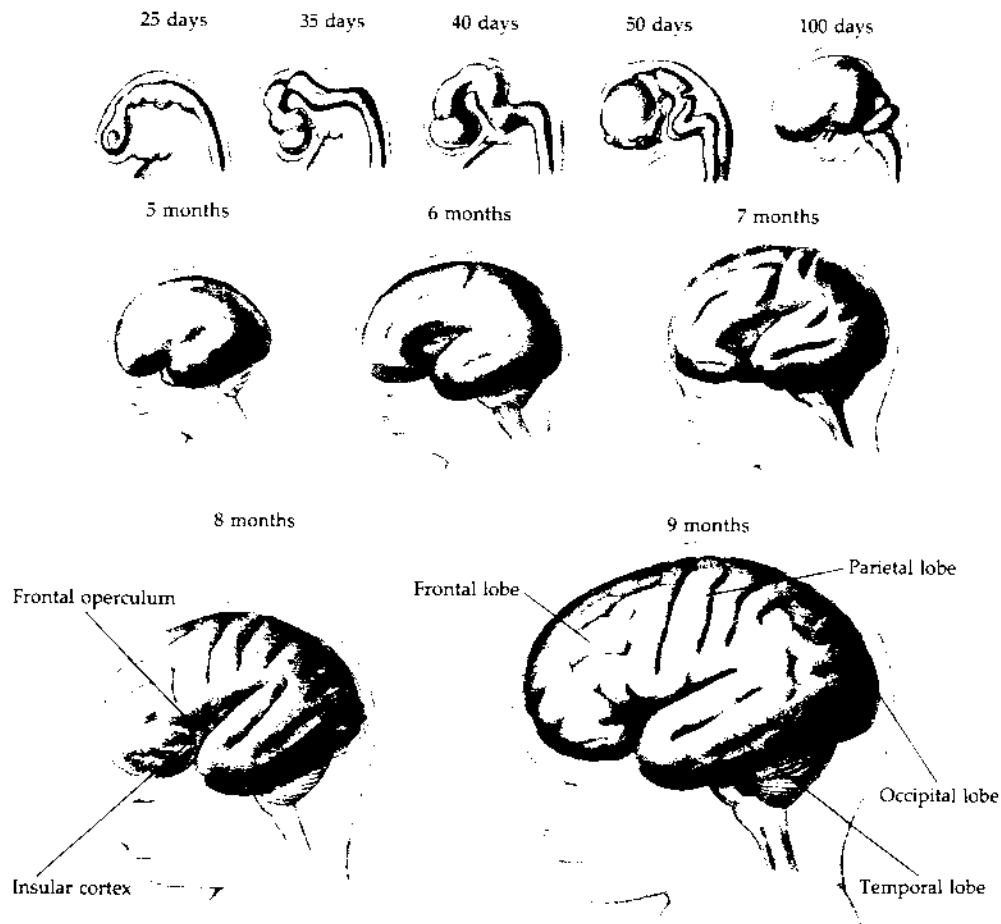 25 days
35 days
40 days
50 days
100 days
5 months
6 months
7 months
8 months
9 months
Frontal operculum
Frontal lobe
Parietal lobe
Occipital lobe
Insular cortex
Temporal lobe